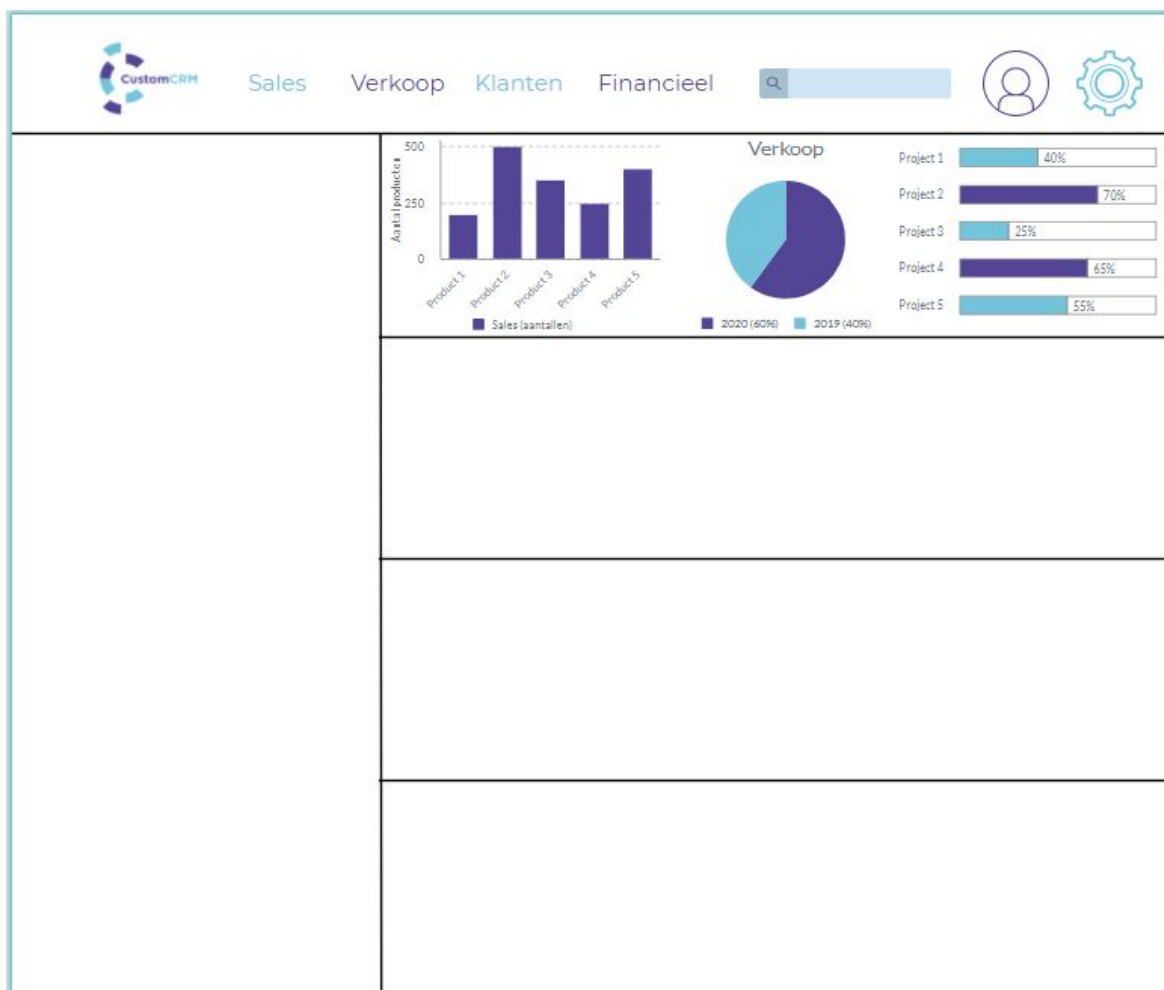 CustomCRM
Sales Verkoop Klanten Financieel
Aantal producten
500
250
0
Product 1 Product 2 Product 3 Product 4 Product 5
Sales (aantallen)
Verkoop
2020 (60%) 2019 (40%)
Project 1 40%
Project 2 70%
Project 3 25%
Project 4 65%
Project 5 55%